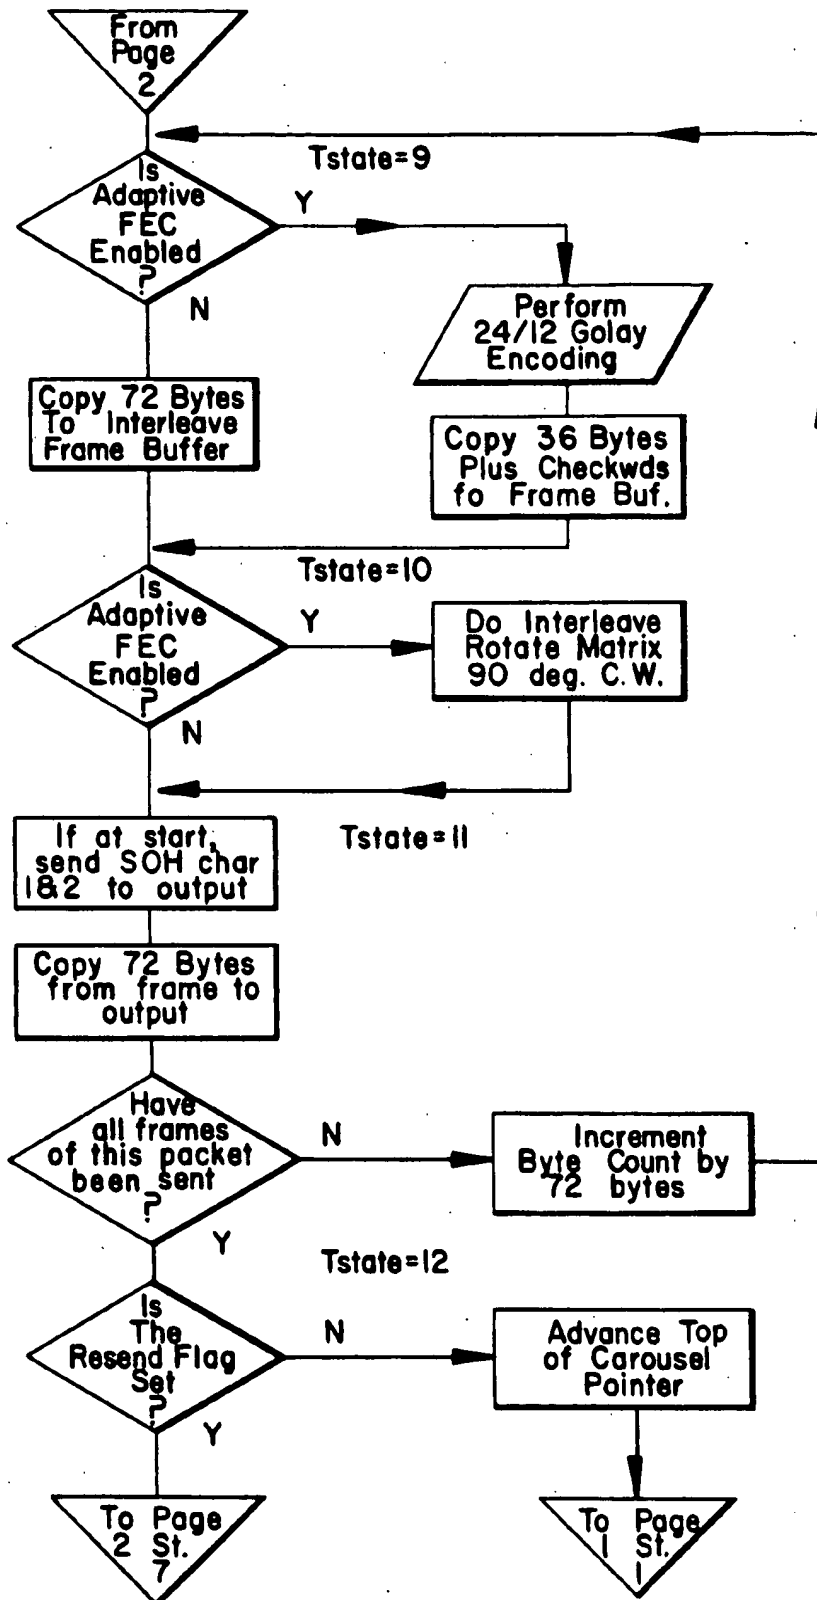 From
Page
2
Tstate=9
Is
Adaptive
FEC
Enabled
?
Y
N
Perform
24/12 Golay
Encoding
Copy 72 Bytes
To Interleave
Frame Buffer
Copy 36 Bytes
Plus Checkwds
fo Frame Buf.
Tstate=10
Is
Adaptive
FEC
Enabled
?
Y
N
Do Interleave
Rotate Matrix
90 deg. C.W.
Tstate=11
If at start,
send SOH char
1&2 to output
Copy 72 Bytes
from frame to
output
Have
all frames
of this packet
been sent
?
N
Y
Increment
Byte Count by
72 bytes
Tstate=12
Is
The
Resend Flag
Set
?
N
Y
Advance Top
of Carousel
Pointer
To Page
2 St.
7
To Page
1 St.
1